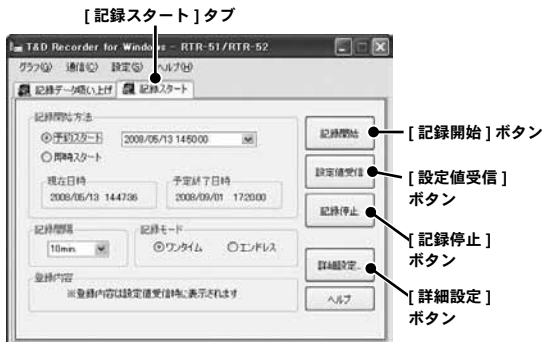 [ 記録スタート ] タブ
T&D Recorder for Windows - RTR-51/RTR-52
グラフ(G) 通信(C) 設定(S) ヘルプ(H)
記録データ吸い上げ 記録スタート
記録開始方法
予約スタート 2008/05/13 14:50:00
即時スタート
現在日時 予定終了日時
2008/05/13 14:47:36 2008/09/01 17:20:00
記録間隔 記録モード
10min. ワンタイム エンドレス
登録内容
※登録内容は設定値受信時に表示されます
記録開始
設定値受信
記録停止
詳細設定...
ヘルプ
[ 記録開始 ] ボタン
[ 設定値受信 ]
ボタン
[ 記録停止 ]
ボタン
[ 詳細設定 ]
ボタン